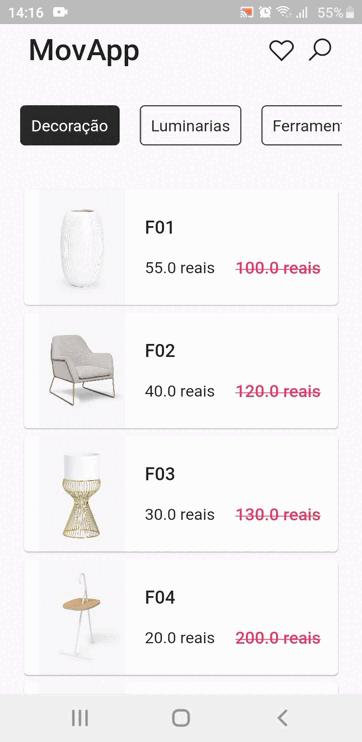 14:16 55%
MovApp
Decoração Luminarias Ferrament
F01
55.0 reais 100.0 reais
F02
40.0 reais 120.0 reais
F03
30.0 reais 130.0 reais
F04
20.0 reais 200.0 reais